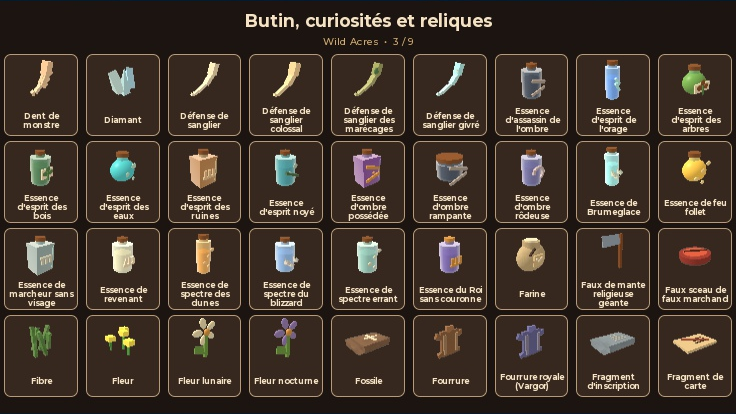 Butin, curiosités et reliques
Wild Acres • 3 / 9
Dent de
monstre
Diamant
Défense de
sanglier
Défense de
sanglier
colossal
Défense de
sanglier des
marécages
Défense de
sanglier givré
Essence
d'assassin de
l'ombre
Essence
d'esprit de
l'orage
Essence
d'esprit des
arbres
Essence
d'esprit des
bois
Essence
d'esprit des
eaux
Essence
d'esprit des
ruines
Essence
d'esprit noyé
Essence
d'ombre
possédée
Essence
d'ombre
rampante
Essence
d'ombre
rôdeuse
Essence de
Brumeglace
Essence de feu
follet
Essence de
marcheur sans
visage
Essence de
revenant
Essence de
spectre des
dunes
Essence de
spectre du
blizzard
Essence de
spectre errant
Essence du Roi
sans couronne
Farine
Faux de mante
religieuse
géante
Faux sceau de
faux marchand
Fibre
Fleur
Fleur lunaire
Fleur nocturne
Fossile
Fourrure
Fourrure royale
(Vargor)
Fragment
d'inscription
Fragment de
carte